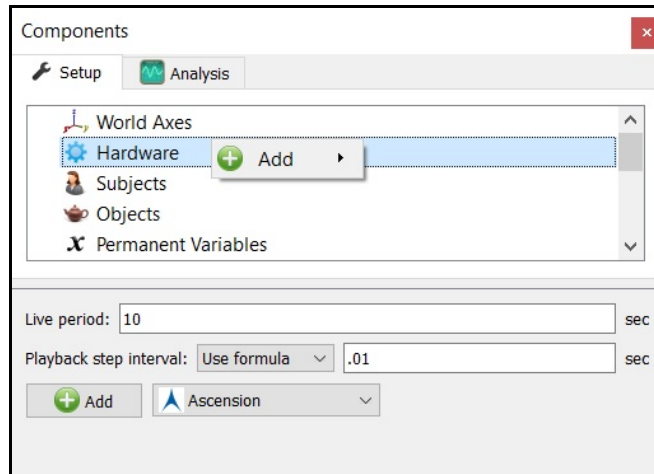 Components
Setup Analysis
World Axes
Hardware
Add
Subjects
Objects
x Permanent Variables
Live period: 10 sec
Playback step interval: Use formula .01 sec
Add Ascension